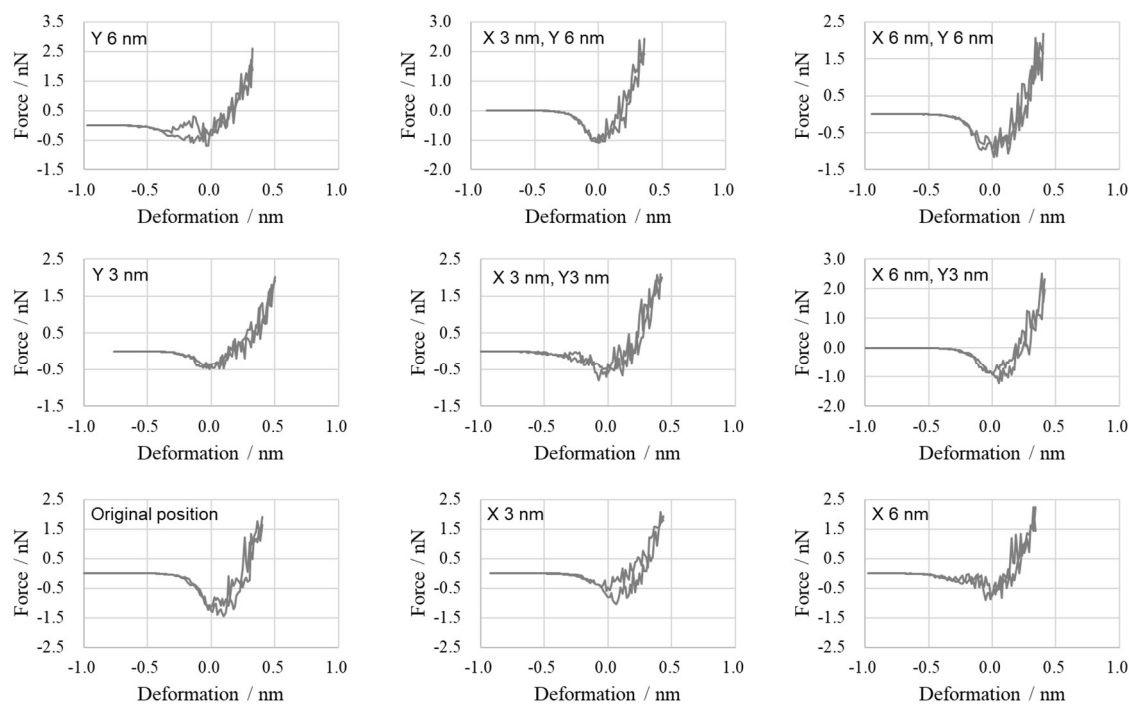 Y 6 nm
Force / nN
3.5
2.5
1.5
0.5
-0.5
-1.5
-1.0 -0.5 0.0 0.5 1.0
Deformation / nm
X 3 nm, Y 6 nm
Force / nN
3.0
2.0
1.0
0.0
-1.0
-2.0
-1.0 -0.5 0.0 0.5 1.0
Deformation / nm
X 6 nm, Y 6 nm
Force / nN
2.5
1.5
0.5
-0.5
-1.5
-1.0 -0.5 0.0 0.5 1.0
Deformation / nm
Y 3 nm
Force / nN
2.5
1.5
0.5
-0.5
-1.5
-1.0 -0.5 0.0 0.5 1.0
Deformation / nm
X 3 nm, Y3 nm
Force / nN
2.5
1.5
0.5
-0.5
-1.5
-1.0 -0.5 0.0 0.5 1.0
Deformation / nm
X 6 nm, Y3 nm
Force / nN
3.0
2.0
1.0
0.0
-1.0
-2.0
-1.0 -0.5 0.0 0.5 1.0
Deformation / nm
Original position
Force / nN
2.5
1.5
0.5
-0.5
-1.5
-2.5
-1.0 -0.5 0.0 0.5 1.0
Deformation / nm
X 3 nm
Force / nN
2.5
1.5
0.5
-0.5
-1.5
-2.5
-1.0 -0.5 0.0 0.5 1.0
Deformation / nm
X 6 nm
Force / nN
2.5
1.5
0.5
-0.5
-1.5
-2.5
-1.0 -0.5 0.0 0.5 1.0
Deformation / nm